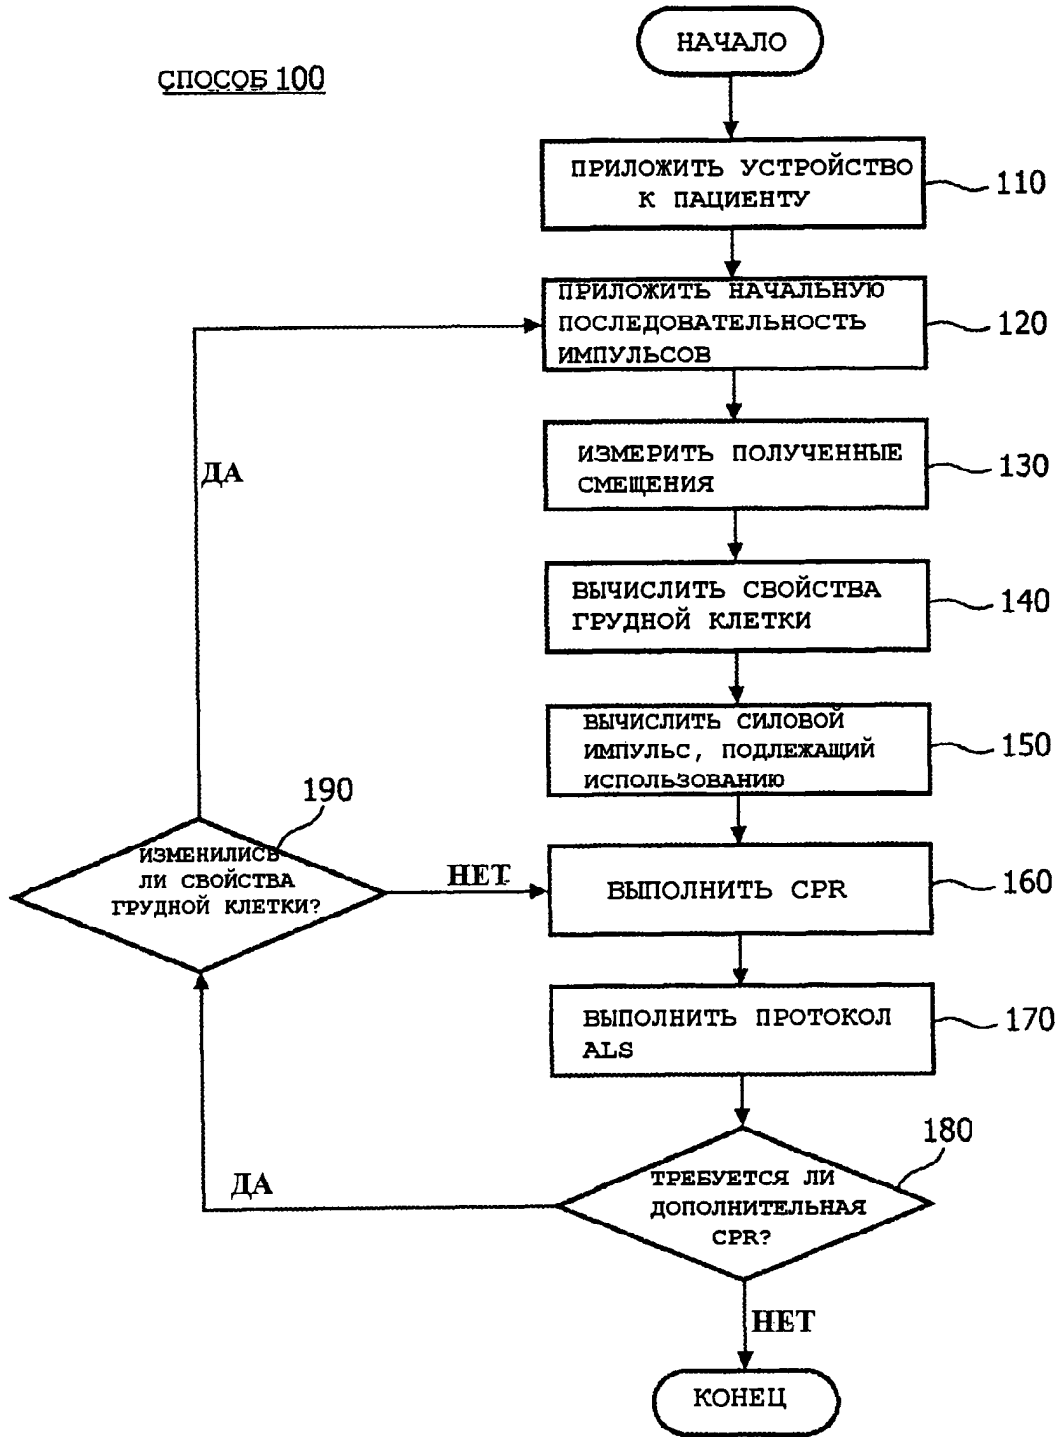 НАЧАЛО
СПОСОБ 100
ПРИЛОЖИТЬ УСТРОЙСТВО
К ПАЦИЕНТУ
110
ПРИЛОЖИТЬ НАЧАЛЬНУЮ
ПОСЛЕДОВАТЕЛЬНОСТЬ
ИМПУЛЬСОВ
120
ИЗМЕРИТЬ ПОЛУЧЕННЫЕ
СМЕЩЕНИЯ
130
ДА
ВЫЧИСЛИТЬ СВОЙСТВА
ГРУДНОЙ КЛЕТКИ
140
ВЫЧИСЛИТЬ СИЛОВОЙ
ИМПУЛЬС, ПОДЛЕЖАЩИЙ
ИСПОЛЬЗОВАНИЮ
150
190
ИЗМЕНИЛИСЬ
ЛИ СВОЙСТВА
ГРУДНОЙ КЛЕТКИ?
НЕТ
ВЫПОЛНИТЬ CPR
160
ВЫПОЛНИТЬ ПРОТОКОЛ
ALS
170
180
ТРЕБУЕТСЯ ЛИ
ДОПОЛНИТЕЛЬНАЯ
CPR?
ДА
НЕТ
КОНЕЦ